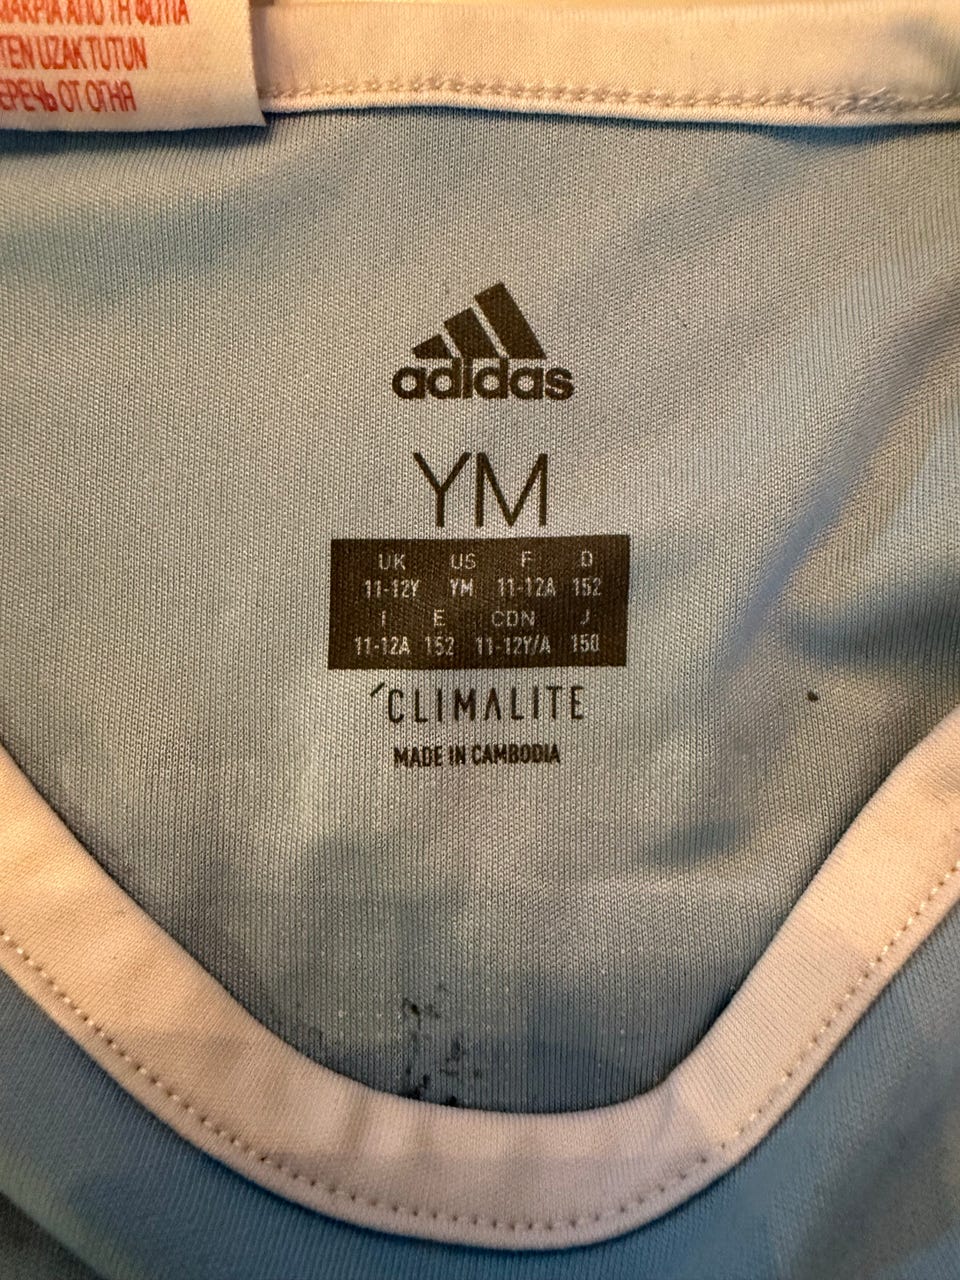 ΜΑΚΡΙΑ ΑΠΟ ΤΗ ΦΩΤΙΑ
TEN UZAK TUTUN
ЕРЕЧЬ ОТ ОГНЯ
adidas
YM
UK US F D
11-12Y YM 11-12A 152
I E CDN J
11-12A 152 11-12Y/A 150
CLIMALITE
MADE IN CAMBODIA